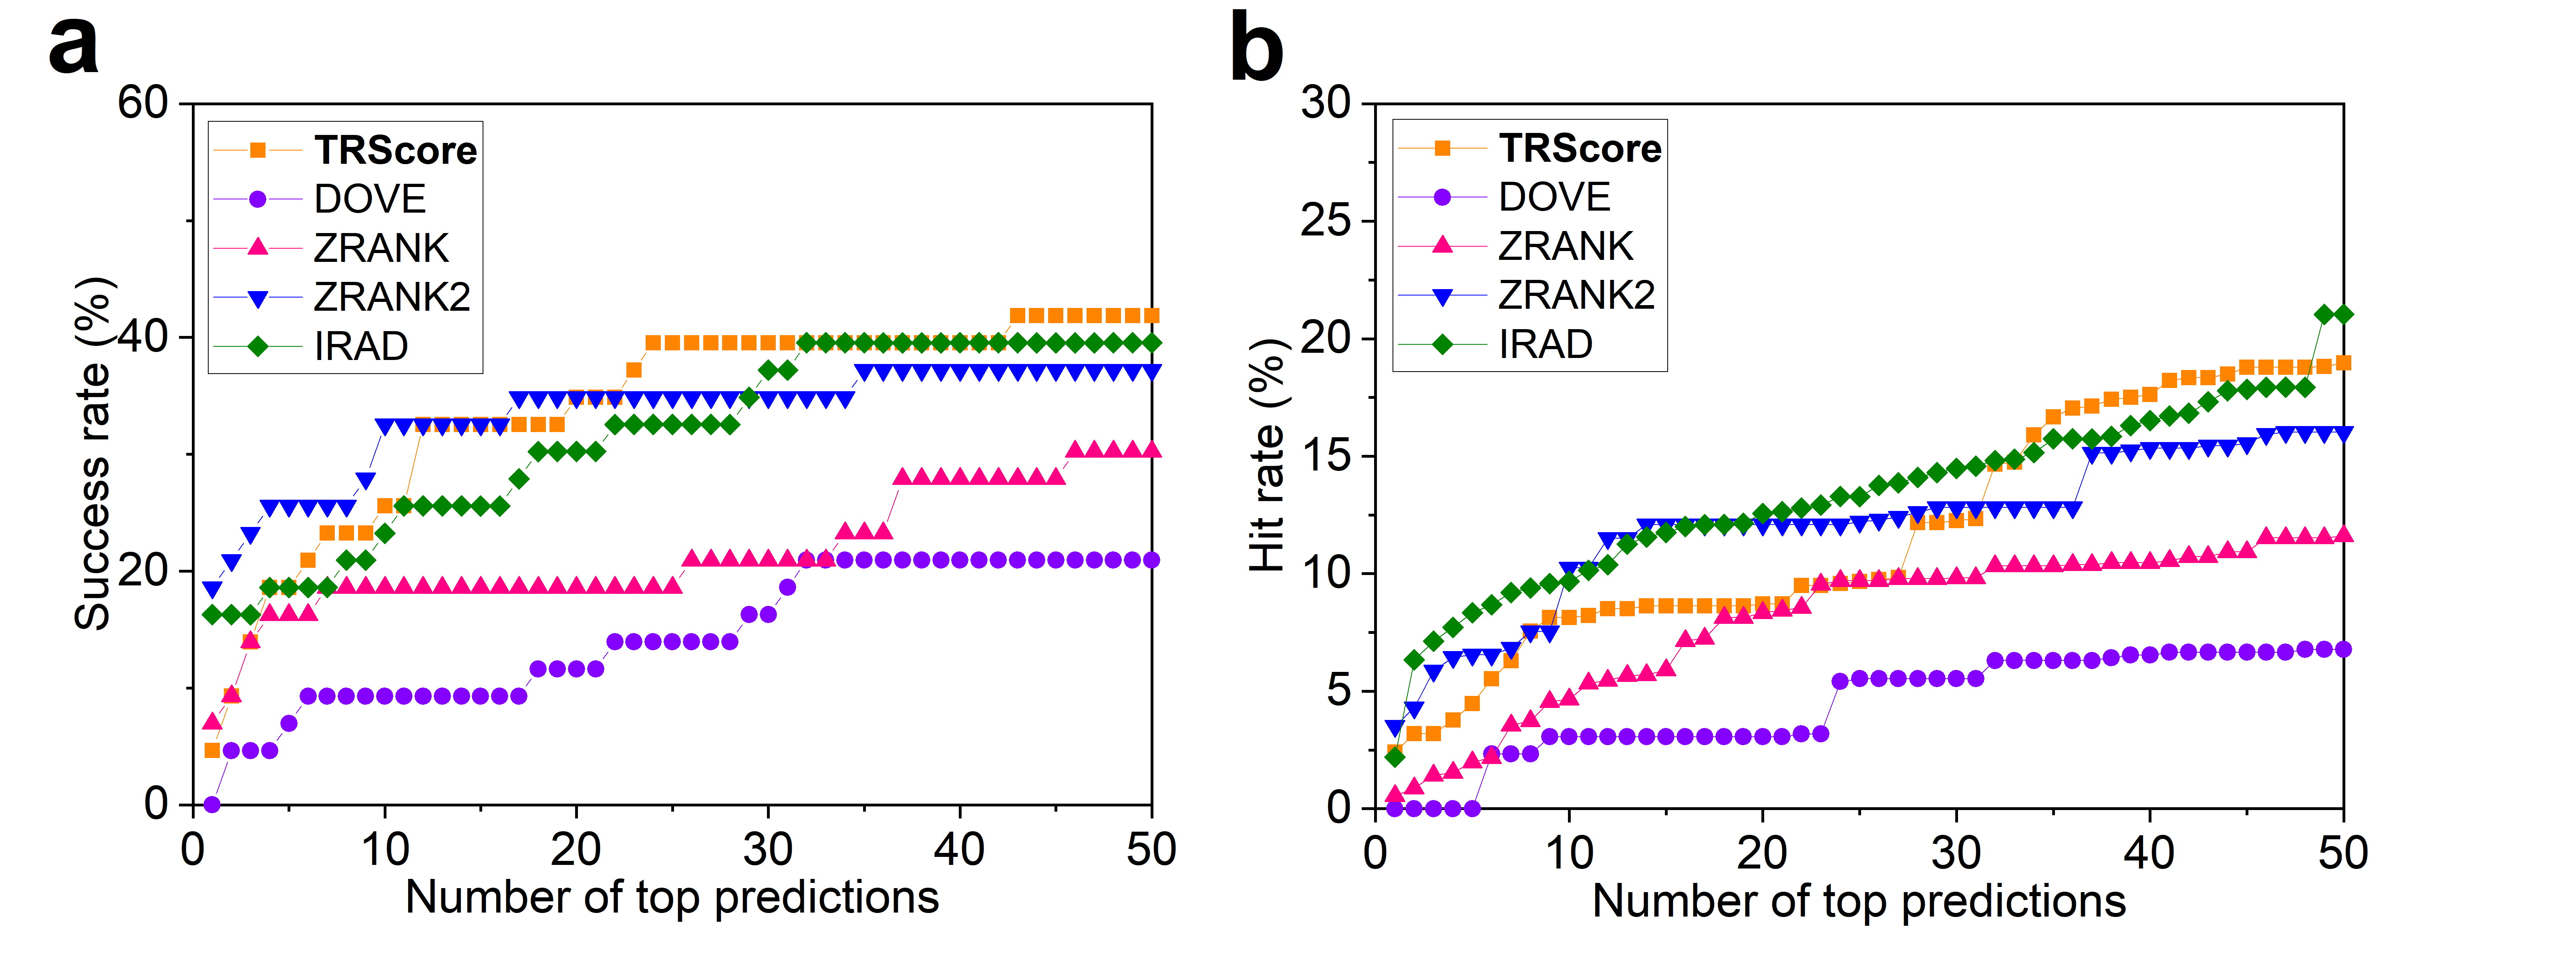 a
60
40
20
0
Success rate (%)
TRScore
DOVE
ZRANK
ZRANK2
IRAD
0 10 20 30 40 50
Number of top predictions
b
30
25
20
15
10
5
0
Hit rate (%)
TRScore
DOVE
ZRANK
ZRANK2
IRAD
0 10 20 30 40 50
Number of top predictions